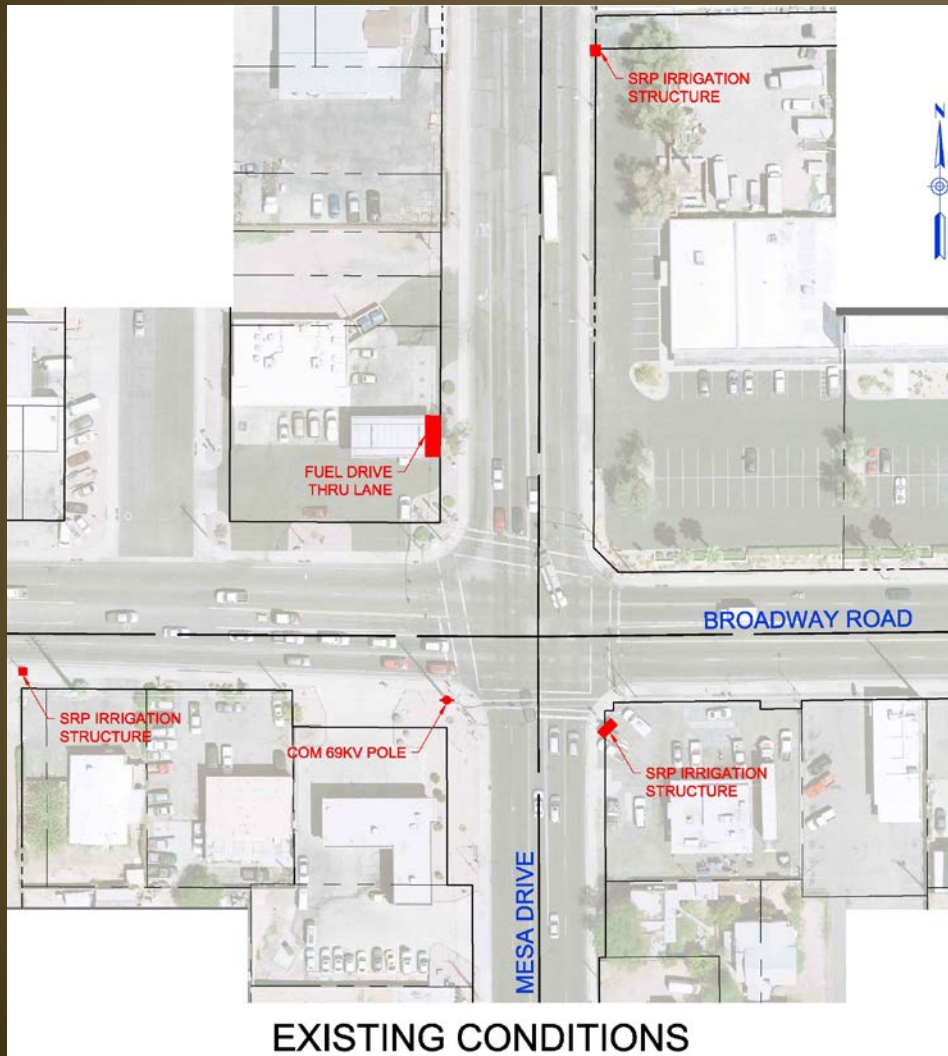 SRP IRRIGATION
STRUCTURE
N
FUEL DRIVE
THRU LANE
BROADWAY ROAD
SRP IRRIGATION
STRUCTURE
COM 69KV POLE
SRP IRRIGATION
STRUCTURE
MESA DRIVE
EXISTING CONDITIONS